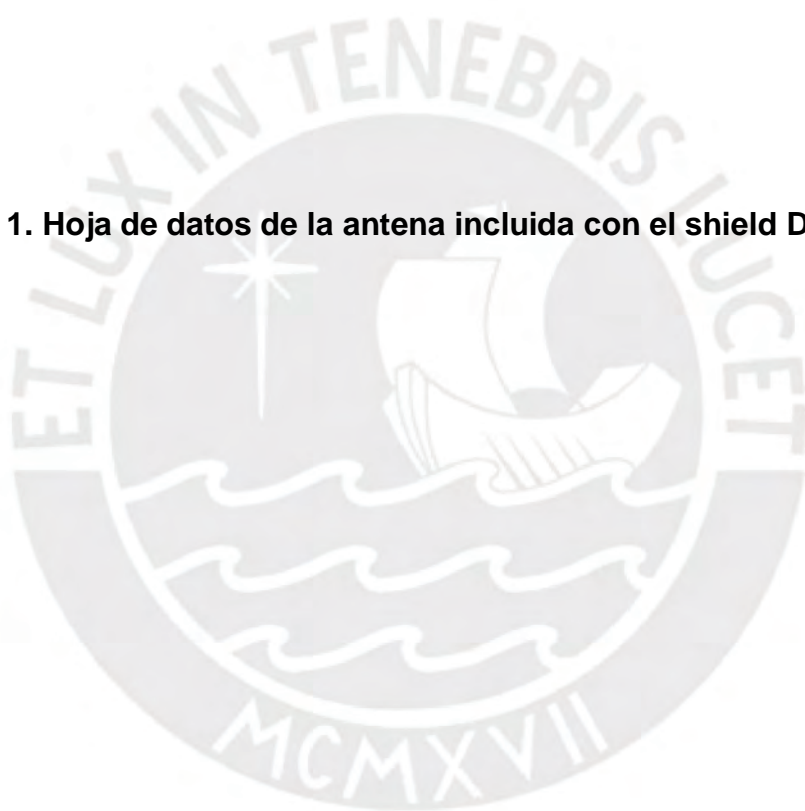 ET LUX IN TENEBRIS LUCET
1. Hoja de datos de la antena incluida con el shield D
MCMXVII